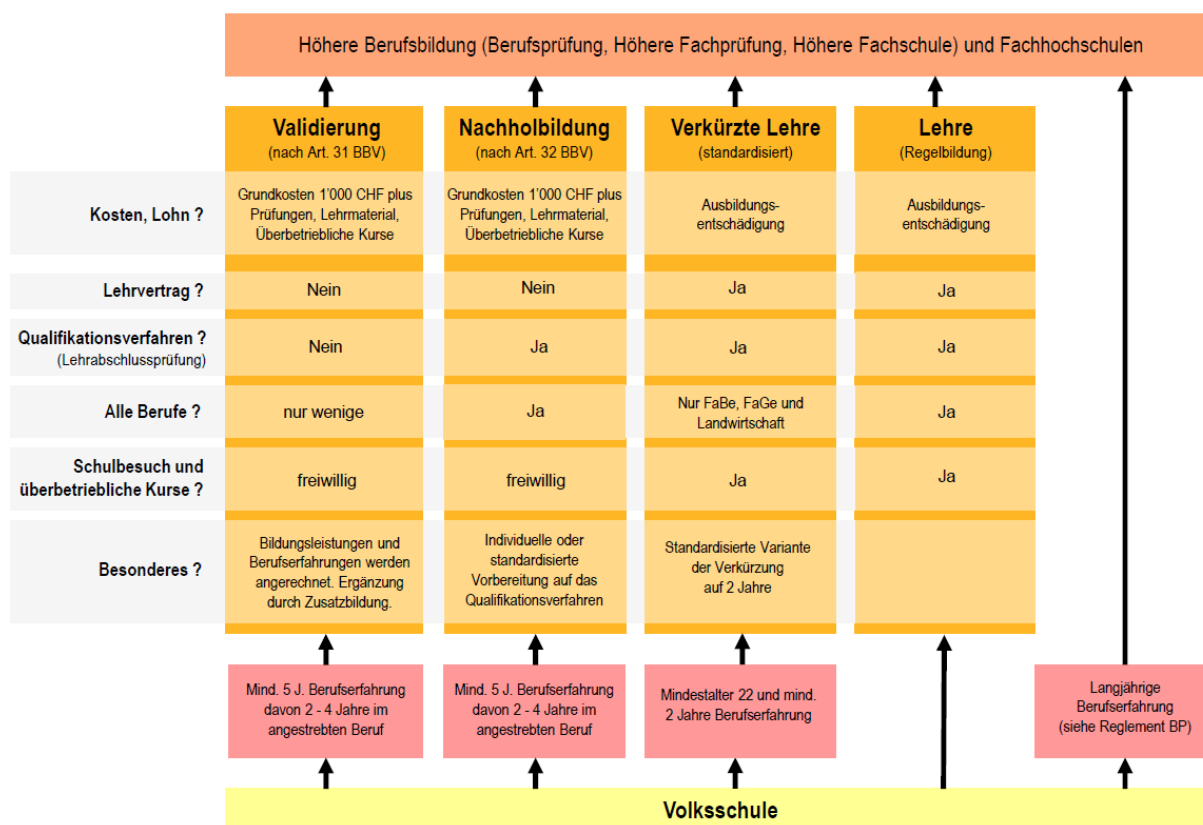 Höhere Berufsbildung (Berufsprüfung, Höhere Fachprüfung, Höhere Fachschule) und Fachhochschulen
Validierung
(nach Art. 31 BBV)
Nachholbildung
(nach Art. 32 BBV)
Verkürzte Lehre
(standardisiert)
Lehre
(Regelbildung)
Kosten, Lohn ?
Grundkosten 1'000 CHF plus
Prüfungen, Lehrmaterial,
Überbetriebliche Kurse
Grundkosten 1'000 CHF plus
Prüfungen, Lehrmaterial,
Überbetriebliche Kurse
Ausbildungs-
entschädigung
Ausbildungs-
entschädigung
Lehrvertrag ?
Nein
Nein
Ja
Ja
Qualifikationsverfahren ?
(Lehrabschlussprüfung)
Nein
Ja
Ja
Ja
Alle Berufe ?
nur wenige
Ja
Nur FaBe, FaGe und
Landwirtschaft
Ja
Schulbesuch und
überbetriebliche Kurse ?
freiwillig
freiwillig
Ja
Ja
Besonderes ?
Bildungsleistungen und
Berufserfahrungen werden
angerechnet. Ergänzung
durch Zusatzbildung.
Individuelle oder
standardisierte
Vorbereitung auf das
Qualifikationsverfahren
Standardisierte Variante
der Verkürzung
auf 2 Jahre
Mind. 5 J. Berufserfahrung
davon 2 - 4 Jahre im
angestrebten Beruf
Mind. 5 J. Berufserfahrung
davon 2 - 4 Jahre im
angestrebten Beruf
Mindestalter 22 und mind.
2 Jahre Berufserfahrung
Langjährige
Berufserfahrung
(siehe Reglement BP)
Volksschule